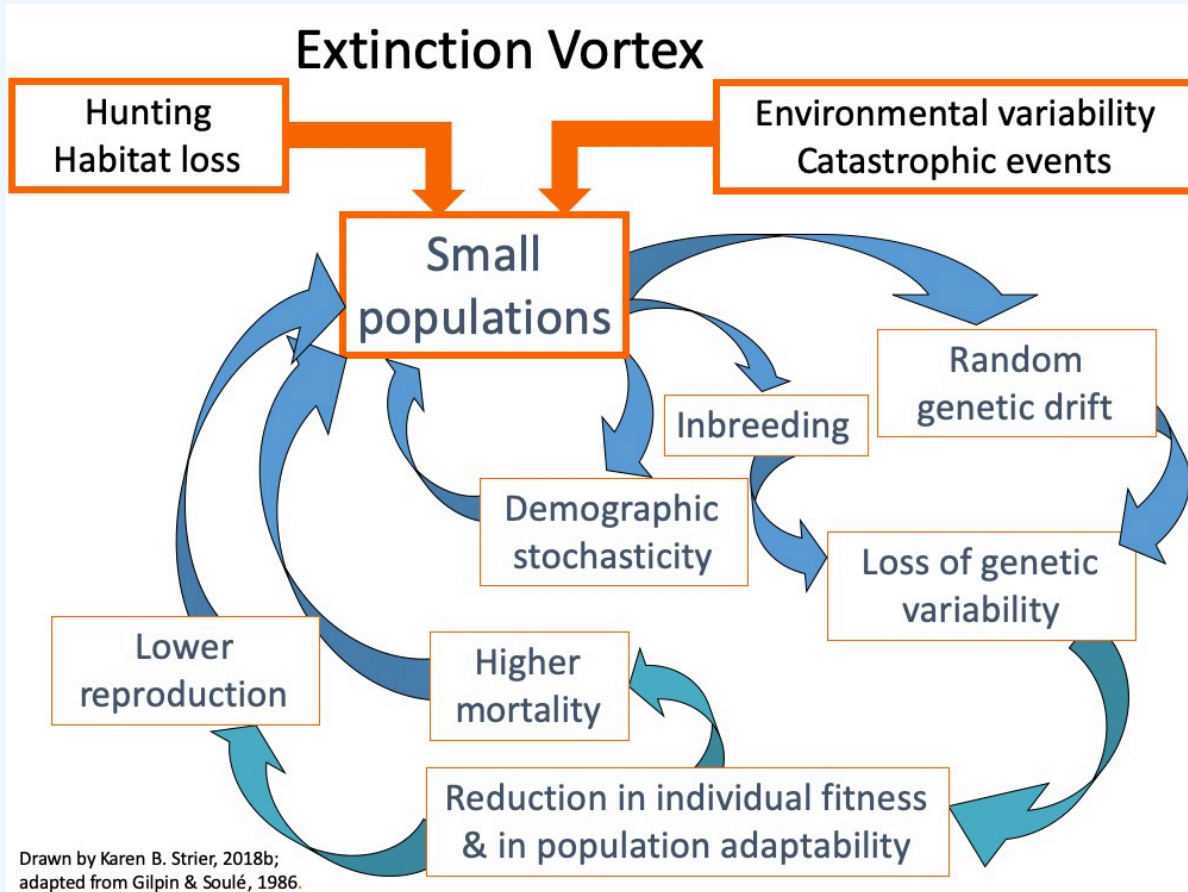 Extinction Vortex
Hunting
Habitat loss
Environmental variability
Catastrophic events
Small
populations
Random
genetic drift
Inbreeding
Demographic
stochasticity
Loss of genetic
variability
Lower
reproduction
Higher
mortality
Reduction in individual fitness
& in population adaptability
Drawn by Karen B. Strier, 2018b;
adapted from Gilpin & Soulé, 1986.